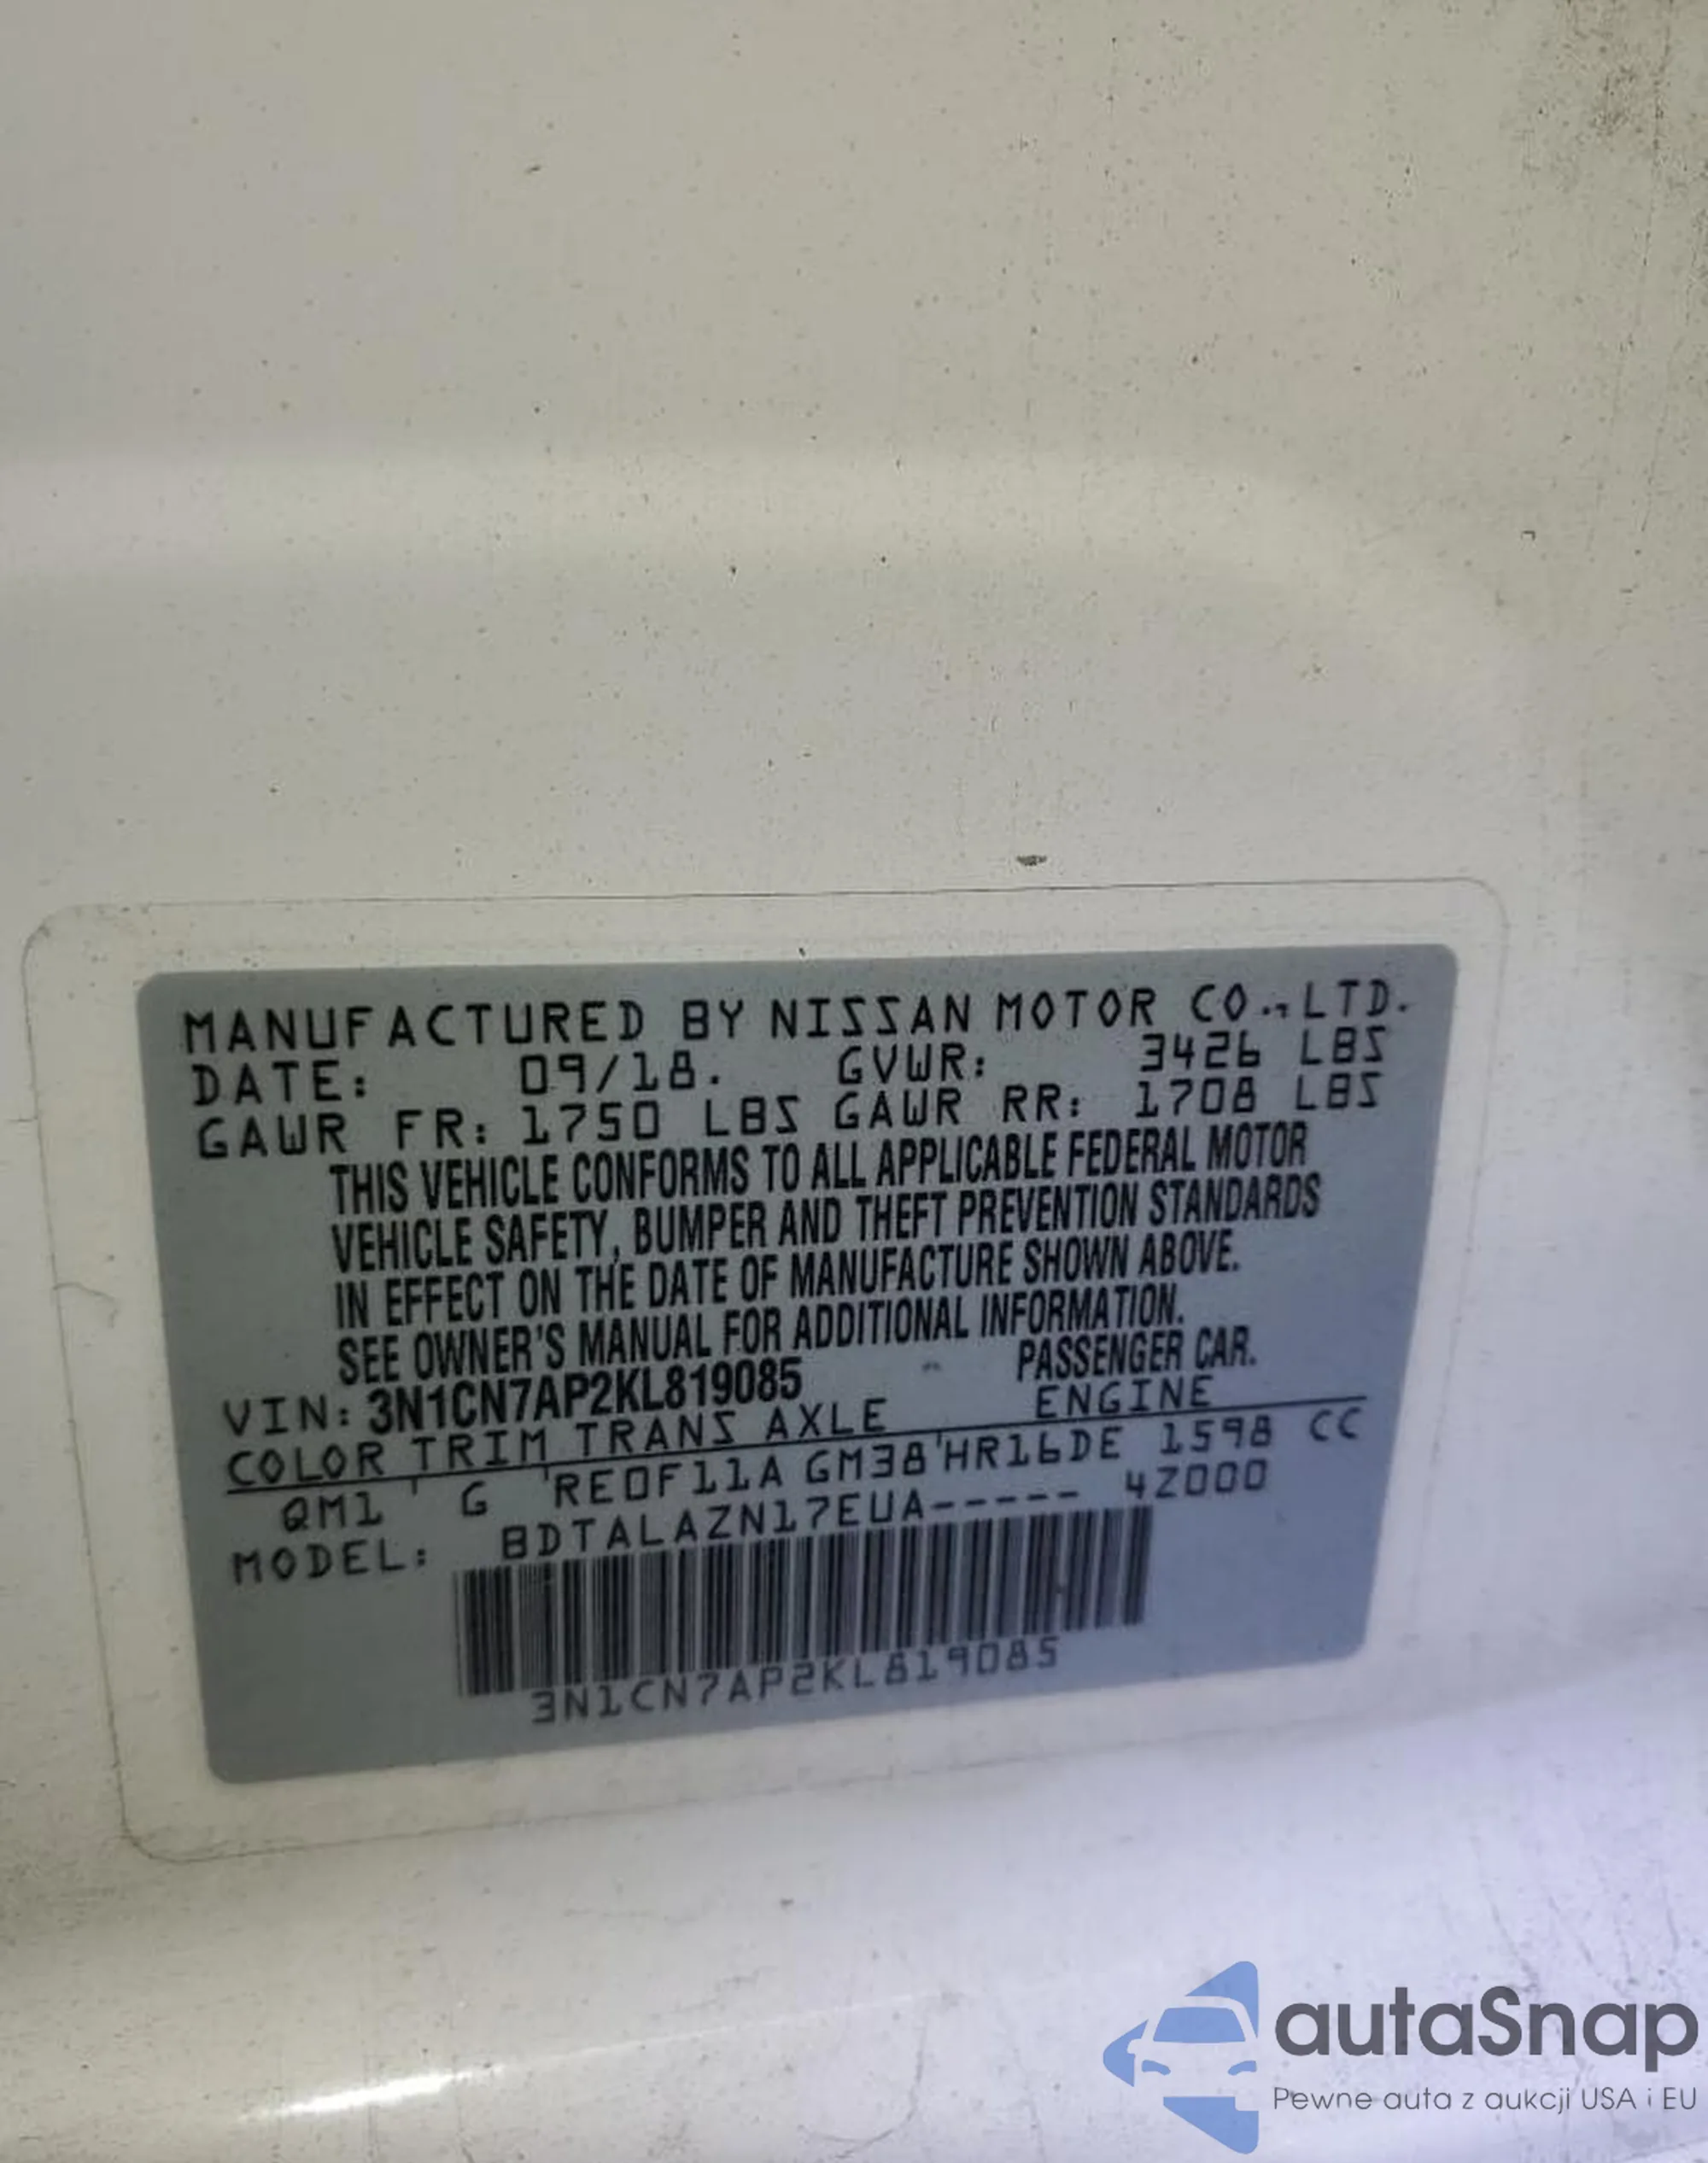 MANUFACTURED BY NISSAN MOTOR CO., LTD.
DATE: 09/18. GVWR: 3426 LBS
GAWR FR: 1750 LBS GAWR RR: 1708 LBS
THIS VEHICLE CONFORMS TO ALL APPLICABLE FEDERAL MOTOR
VEHICLE SAFETY, BUMPER AND THEFT PREVENTION STANDARDS
IN EFFECT ON THE DATE OF MANUFACTURE SHOWN ABOVE.
SEE OWNER'S MANUAL FOR ADDITIONAL INFORMATION.
VIN: 3N1CN7AP2KL819085 PASSENGER CAR.
COLOR TRIM TRANS AXLE ENGINE
QM1 G RE0F11A GM38 HR16DE 1598 CC
MODEL: BDTALAZN17EUA----- 4Z000
3N1CN7AP2KL819085
autaSnap
Pewne auta z aukcji USA i EU